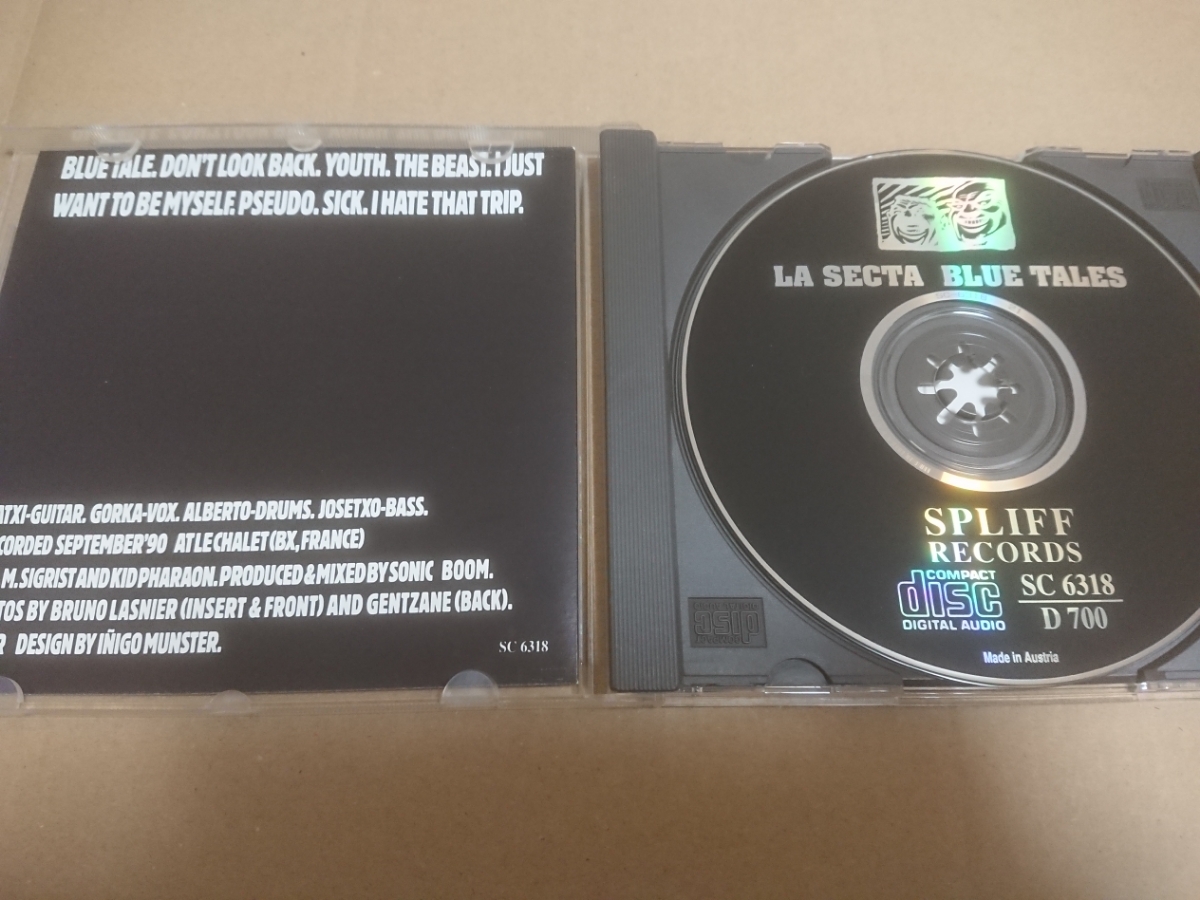 BLUE TALE. DON'T LOOK BACK. YOUTH. THE BEAST. I JUST
WANT TO BE MYSELF. PSEUDO. SICK. I HATE THAT TRIP.
ATXI-GUITAR. GORKA-VOX. ALBERTO-DRUMS. JOSETXO-BASS.
CORDED SEPTEMBER'90 AT LE CHALET (BX, FRANCE)
M. SIGRIST AND KID PHARAON. PRODUCED & MIXED BY SONIC BOOM.
TOS BY BRUNO LASNIER (INSERT & FRONT) AND GENTZANE (BACK).
R DESIGN BY IÑIGO MUNSTER.
SC 6318
LA SECTA BLUE TALES
SPLIFF
RECORDS
COMPACT
disc
DIGITAL AUDIO
SC 6318
D 700
Made in Austria